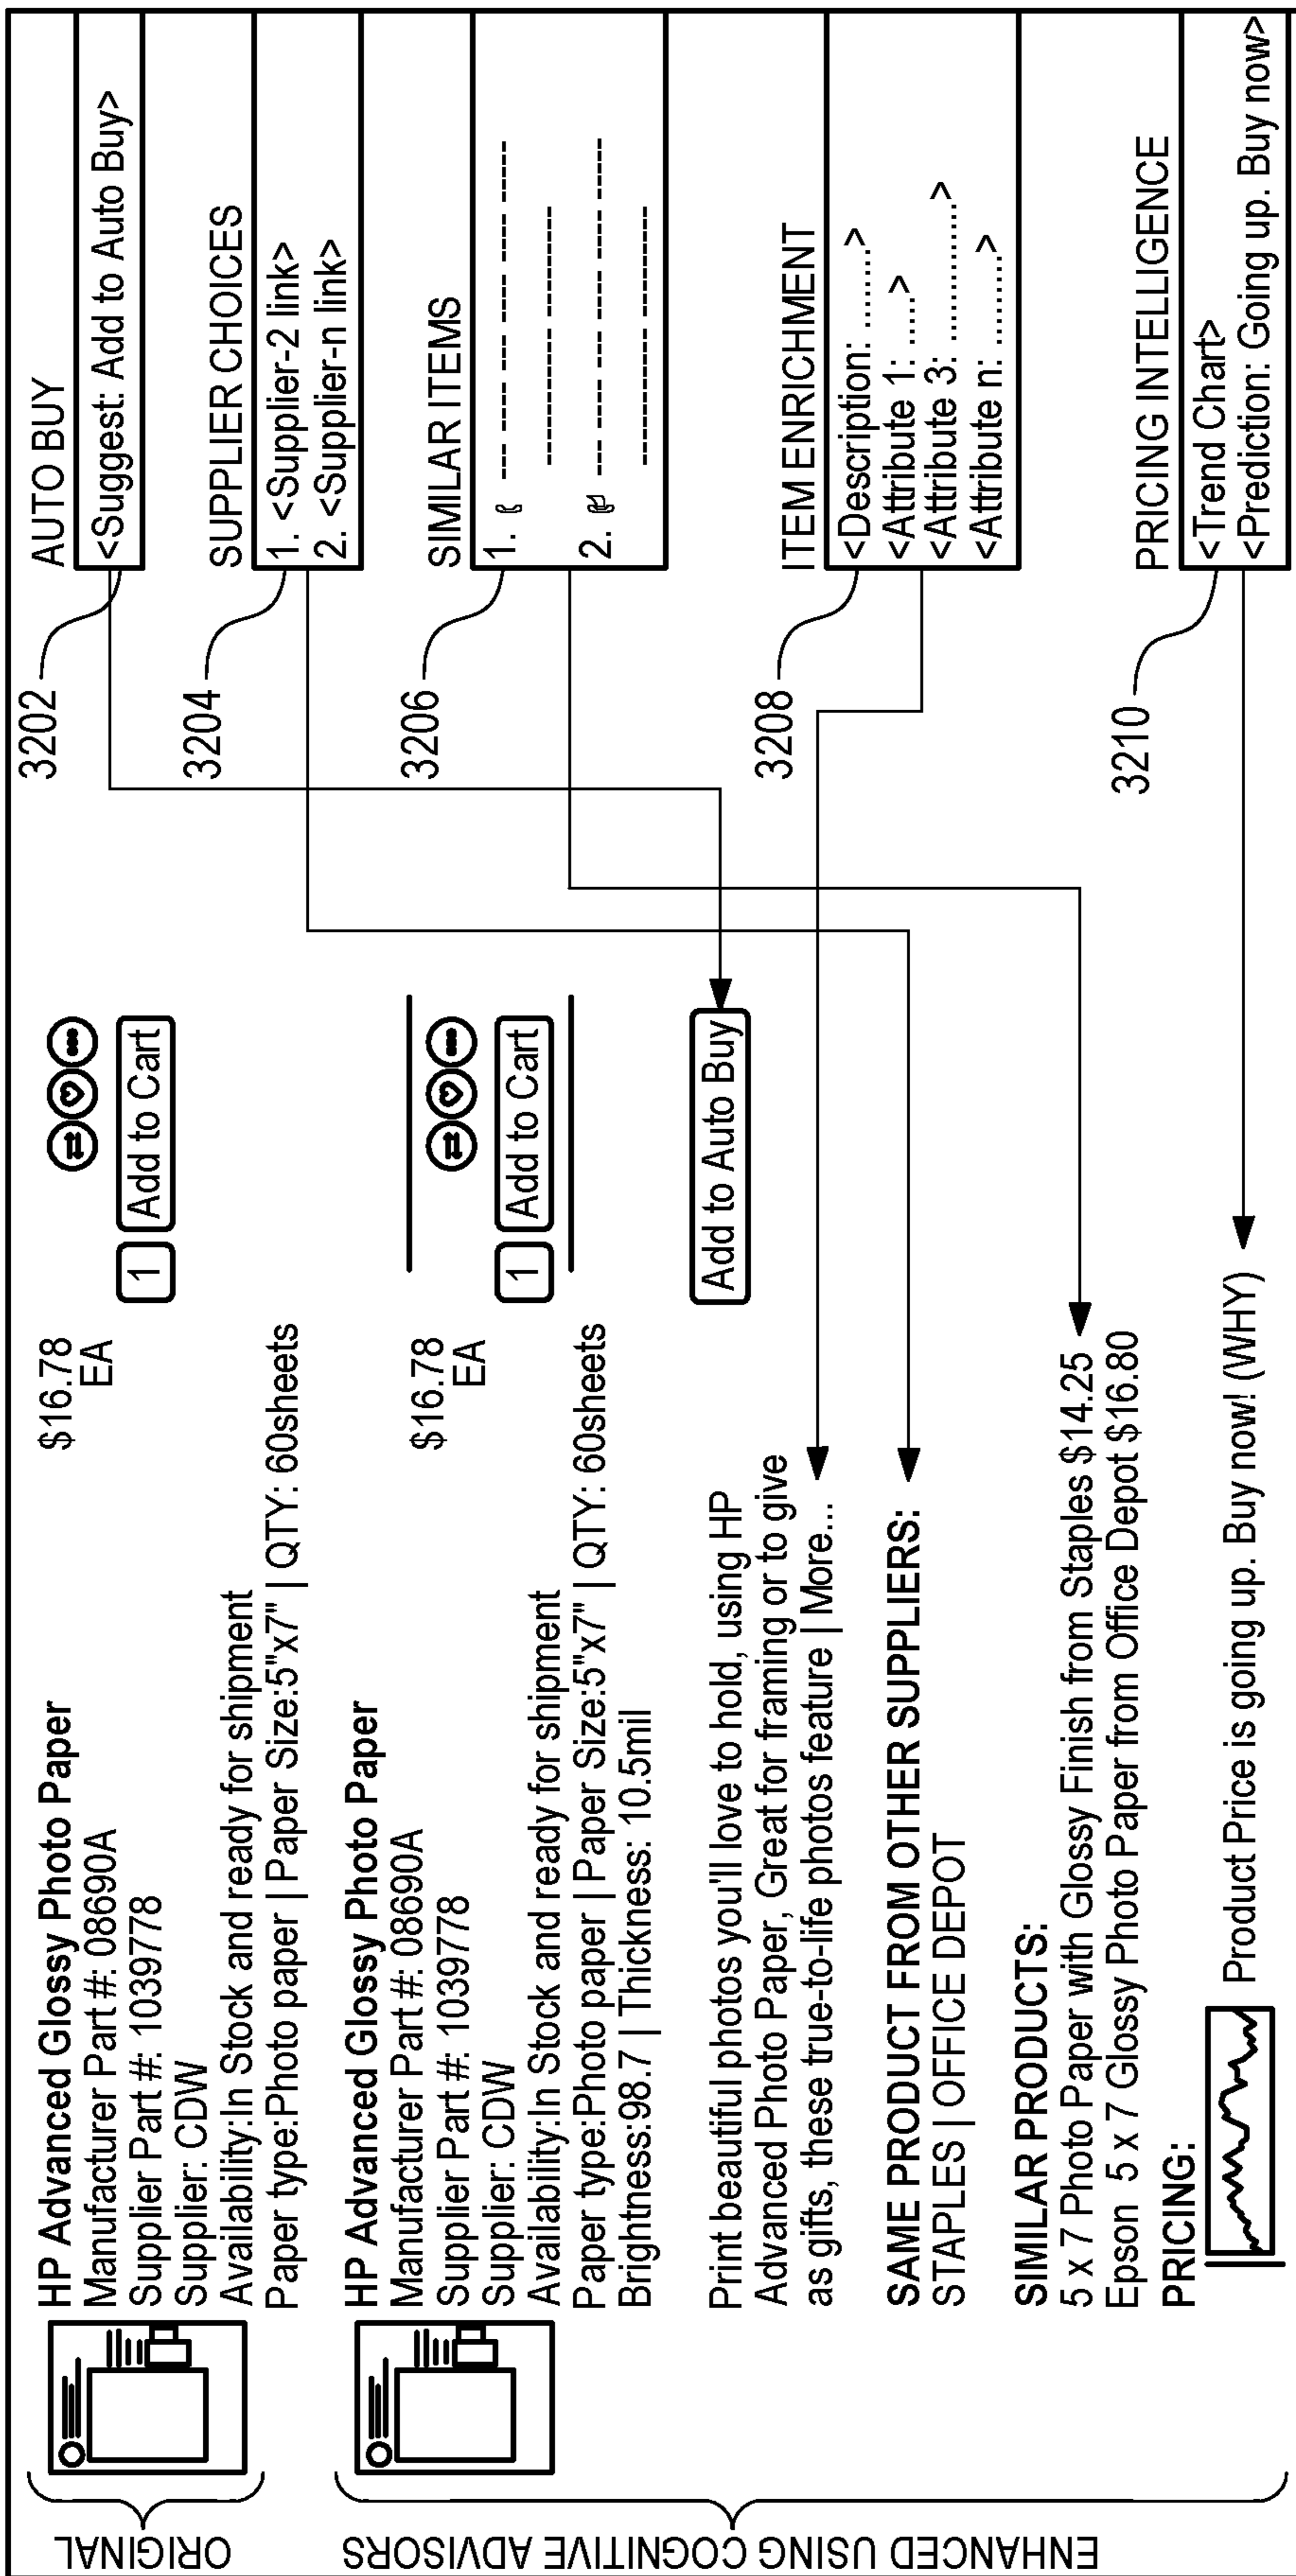 ORIGINAL
HP Advanced Glossy Photo Paper
Manufacturer Part #: 08690A
Supplier Part #: 1039778
Supplier: CDW
Availability:In Stock and ready for shipment
Paper type:Photo paper | Paper Size:5"x7" | QTY: 60sheets
$16.78
EA
1
Add to Cart
ENHANCED USING COGNITIVE ADVISORS
HP Advanced Glossy Photo Paper
Manufacturer Part #: 08690A
Supplier Part #: 1039778
Supplier: CDW
Availability:In Stock and ready for shipment
Paper type:Photo paper | Paper Size:5"x7" | QTY: 60sheets
Brightness:98.7 | Thickness: 10.5mil
$16.78
EA
1
Add to Cart
Print beautiful photos you'll love to hold, using HP
Advanced Photo Paper, Great for framing or to give
as gifts, these true-to-life photos feature | More...
Add to Auto Buy
SAME PRODUCT FROM OTHER SUPPLIERS:
STAPLES | OFFICE DEPOT
SIMILAR PRODUCTS:
5 x 7 Photo Paper with Glossy Finish from Staples $14.25
Epson 5 x 7 Glossy Photo Paper from Office Depot $16.80
PRICING:
Product Price is going up. Buy now! (WHY)
3202
AUTO BUY
<Suggest: Add to Auto Buy>
3204
SUPPLIER CHOICES
1. <Supplier-2 link>
2. <Supplier-n link>
3206
SIMILAR ITEMS
1.
2.
3208
ITEM ENRICHMENT
<Description: ........>
<Attribute 1: .....>
<Attribute 3: ..............>
<Attribute n: .........>
3210
PRICING INTELLIGENCE
<Trend Chart>
<Prediction: Going up. Buy now>